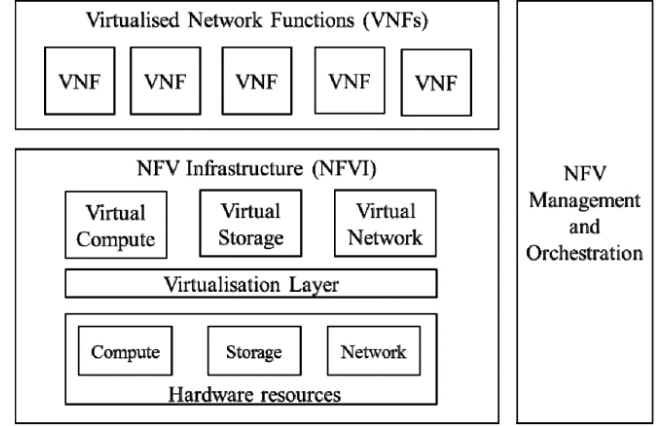 Virtualised Network Functions (VNFs)
VNF VNF VNF VNF VNF
NFV Infrastructure (NFVI)
Virtual Compute
Virtual Storage
Virtual Network
Virtualisation Layer
Compute Storage Network
Hardware resources
NFV
Management
and
Orchestration